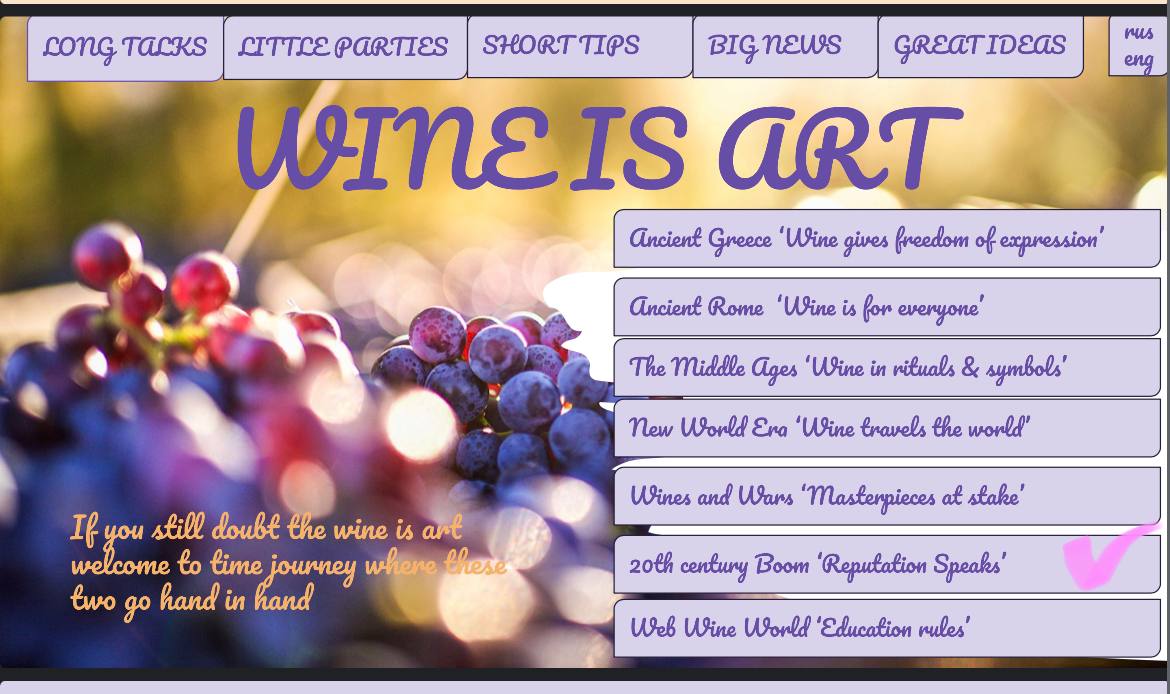 LONG TALKS
LITTLE PARTIES
SHORT TIPS
BIG NEWS
GREAT IDEAS
rus
eng
WINE IS ART
Ancient Greece ‘Wine gives freedom of expression’
Ancient Rome ‘Wine is for everyone’
The Middle Ages ‘Wine in rituals & symbols’
New World Era ‘Wine travels the world’
Wines and Wars ‘Masterpieces at stake’
20th century Boom ‘Reputation Speaks’
Web Wine World ‘Education rules’
If you still doubt the wine is art
welcome to time journey where these
two go hand in hand